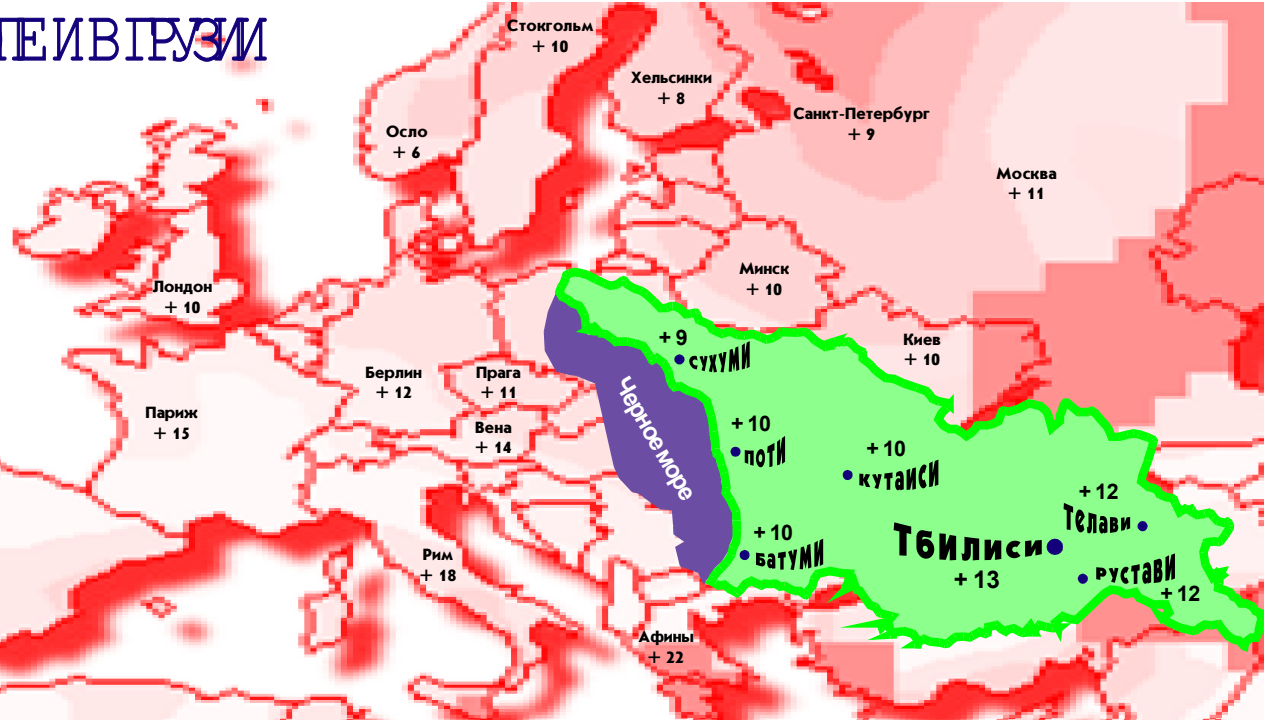 И В ГРУЗИИ
Стокгольм
+ 10
Хельсинки
+ 8
Санкт-Петербург
+ 9
Осло
+ 6
Москва
+ 11
Лондон
+ 10
Минск
+ 10
Киев
+ 10
Берлин
+ 12
Прага
+ 11
Париж
+ 15
Вена
+ 14
Рим
+ 18
Афины
+ 22
Черное море
+ 9
СУХУМИ
+ 10
ПОТИ
+ 10
КУТАИСИ
+ 10
БАТУМИ
+ 12
Телави
Тбилиси
+ 13
РУСТАВИ
+ 12